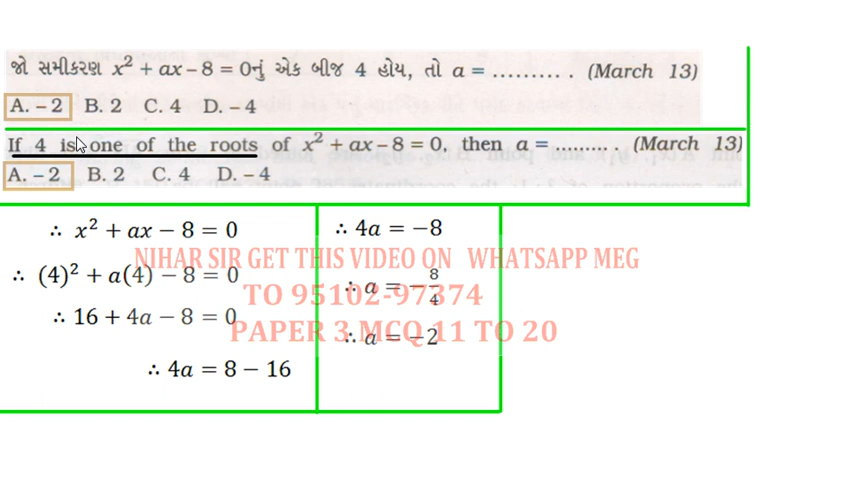 જો સમીકરણ x² + ax – 8 = 0નું એક બીજ 4 હોય, તો a = ......... . (March 13)
A. – 2 B. 2 C. 4 D. – 4
If 4 is one of the roots of x² + ax – 8 = 0, then a = ......... . (March 13)
A. – 2 B. 2 C. 4 D. – 4
∴ x² + ax − 8 = 0
∴ (4)² + a(4) − 8 = 0
∴ 16 + 4a − 8 = 0
∴ 4a = 8 − 16
∴ 4a = −8
∴ a = −8/4
∴ a = −2
NIHAR SIR GET THIS VIDEO ON WHATSAPP MEG
TO 95102-97374
PAPER 3 MCQ 11 TO 20